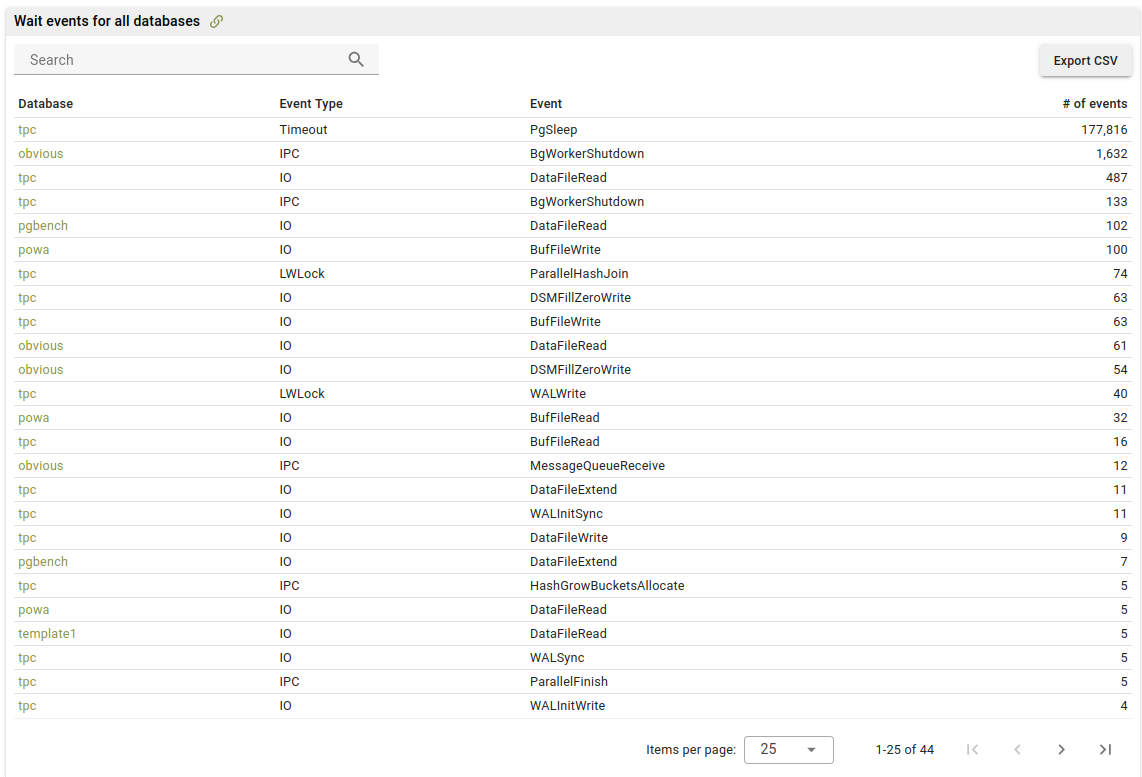 Wait events for all databases
Search
Export CSV
Database Event Type Event # of events
tpc Timeout PgSleep 177,816
obvious IPC BgWorkerShutdown 1,632
tpc IO DataFileRead 487
tpc IPC BgWorkerShutdown 133
pgbench IO DataFileRead 102
powa IO BufFileWrite 100
tpc LWLock ParallelHashJoin 74
tpc IO DSMFillZeroWrite 63
tpc IO BufFileWrite 63
obvious IO DataFileRead 61
obvious IO DSMFillZeroWrite 54
tpc LWLock WALWrite 40
powa IO BufFileRead 32
tpc IO BufFileRead 16
obvious IPC MessageQueueReceive 12
tpc IO DataFileExtend 11
tpc IO WALInitSync 11
tpc IO DataFileWrite 9
pgbench IO DataFileExtend 7
tpc IPC HashGrowBucketsAllocate 5
powa IO DataFileRead 5
template1 IO DataFileRead 5
tpc IO WALSync 5
tpc IPC ParallelFinish 5
tpc IO WALInitWrite 4
Items per page: 25 1-25 of 44